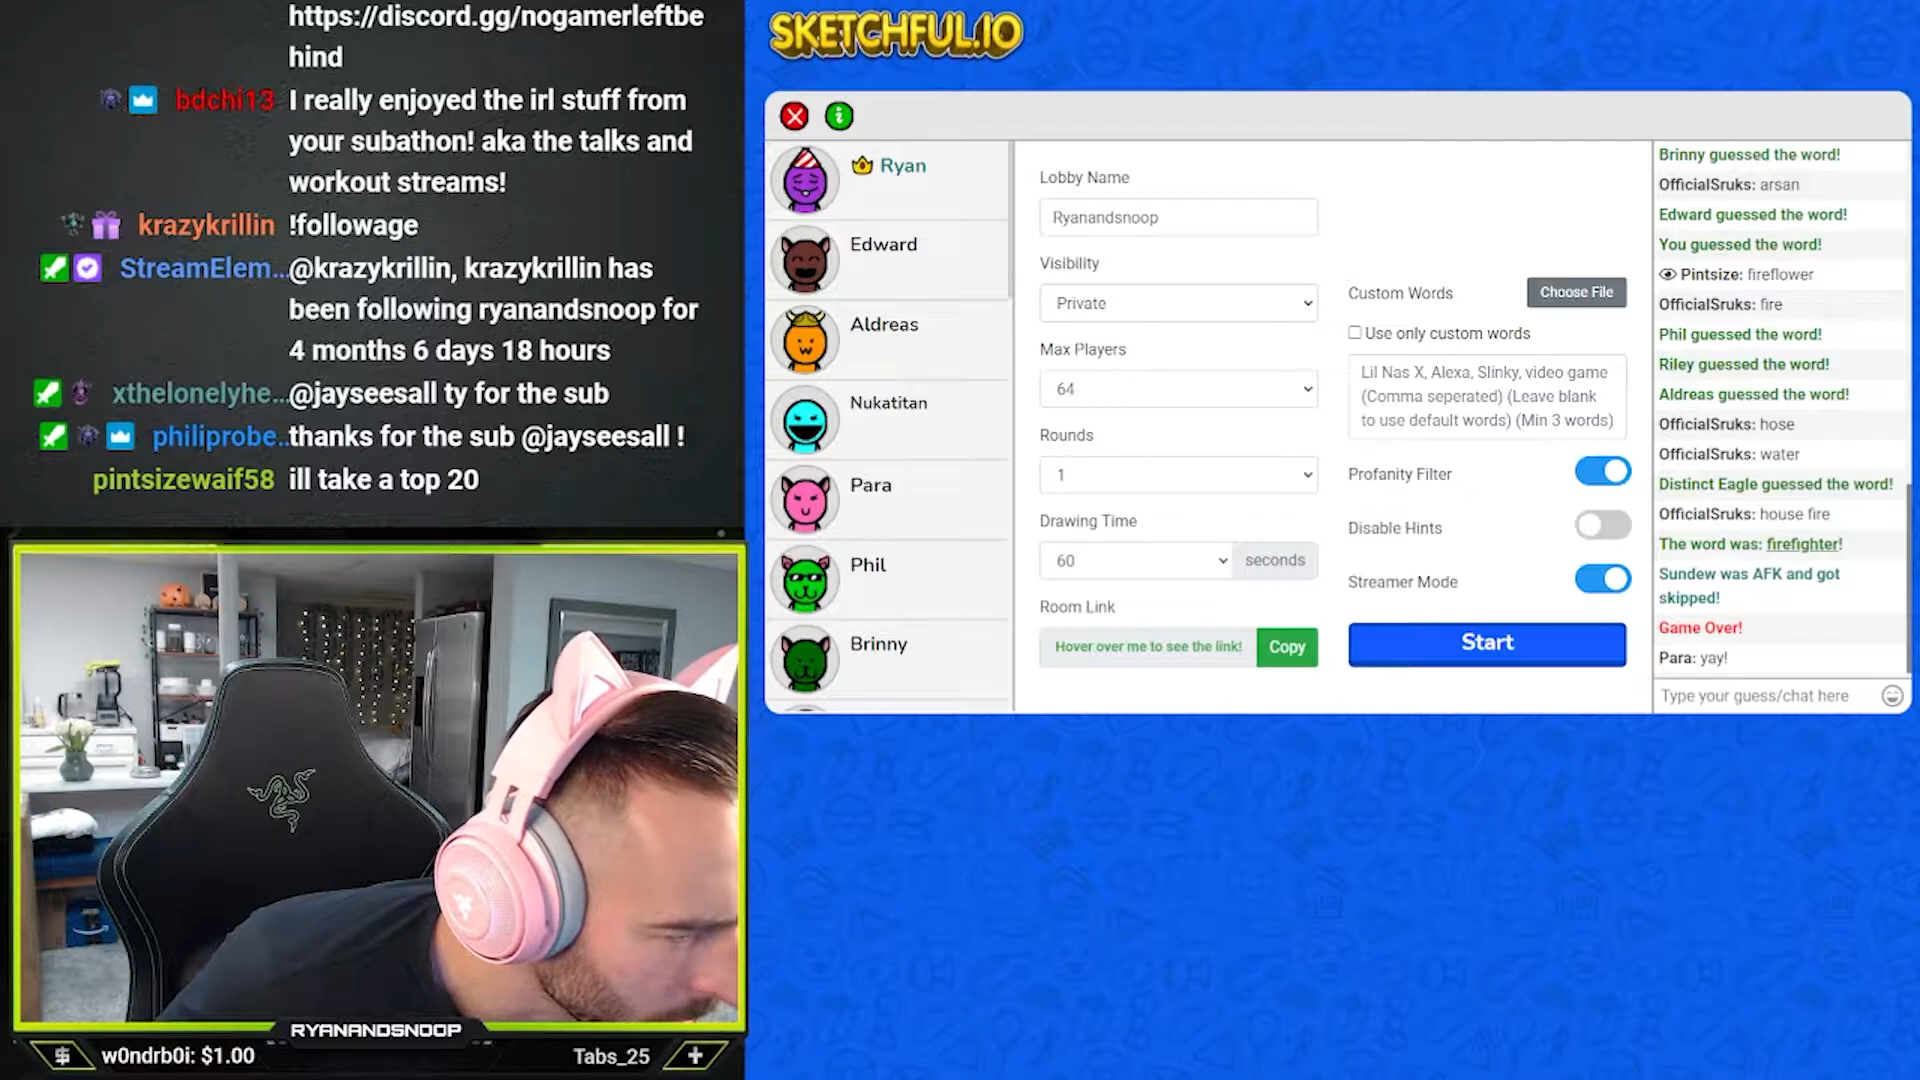 https://discord.gg/nogamerleftbe
hind
bdchi13 I really enjoyed the irl stuff from
your subathon! aka the talks and
workout streams!
krazykrillin !followage
StreamElem... @krazykrillin, krazykrillin has
been following ryanandsnoop for
4 months 6 days 18 hours
xthelonelyhe... @jayseesall ty for the sub
philiprobe.. thanks for the sub @jayseesall !
pintsizewaif58 ill take a top 20
RYANANDSNOOP
w0ndrb0i: $1.00
Tabs_25
SKETCHFUL.IO
Ryan
Edward
Aldreas
Nukatitan
Para
Phil
Brinny
Lobby Name
Ryanandsnoop
Visibility
Private
Max Players
64
Rounds
1
Drawing Time
60 seconds
Room Link
Hover over me to see the link! Copy
Custom Words Choose File
Use only custom words
Lil Nas X, Alexa, Slinky, video game
(Comma seperated) (Leave blank
to use default words) (Min 3 words)
Profanity Filter
Disable Hints
Streamer Mode
Start
Brinny guessed the word!
OfficialSruks: arsan
Edward guessed the word!
You guessed the word!
Pintsize: fireflower
OfficialSruks: fire
Phil guessed the word!
Riley guessed the word!
Aldreas guessed the word!
OfficialSruks: hose
OfficialSruks: water
Distinct Eagle guessed the word!
OfficialSruks: house fire
The word was: firefighter!
Sundew was AFK and got
skipped!
Game Over!
Para: yay!
Type your guess/chat here